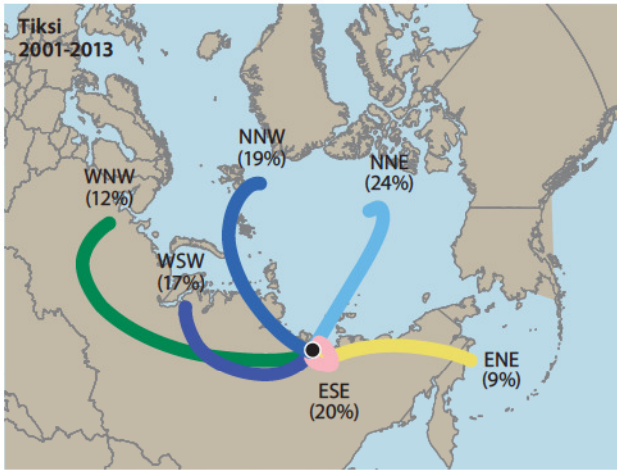 Tiksi
2001-2013
NNW
(19%)
NNE
(24%)
WNW
(12%)
WSW
(17%)
ENE
(9%)
ESE
(20%)